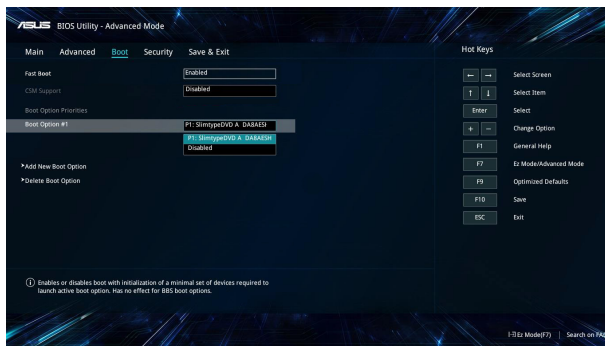 ASUS BIOS Utility - Advanced Mode
Main Advanced Boot Security Save & Exit
Hot Keys
Fast Boot Enabled
CSM Support Disabled
Boot Option Priorities
Boot Option #1 P1: SlimtypeDVD A DA8AESH
P1: SlimtypeDVD A DA8AESH
Disabled
>Add New Boot Option
>Delete Boot Option
← → Select Screen
↑ ↓ Select Item
Enter Select
+ − Change Option
F1 General Help
F7 Ez Mode/Advanced Mode
F9 Optimized Defaults
F10 Save
ESC Exit
Enables or disables boot with initialization of a minimal set of devices required to
launch active boot option. Has no effect for BBS boot options.
Ez Mode(F7) | Search on FAQ